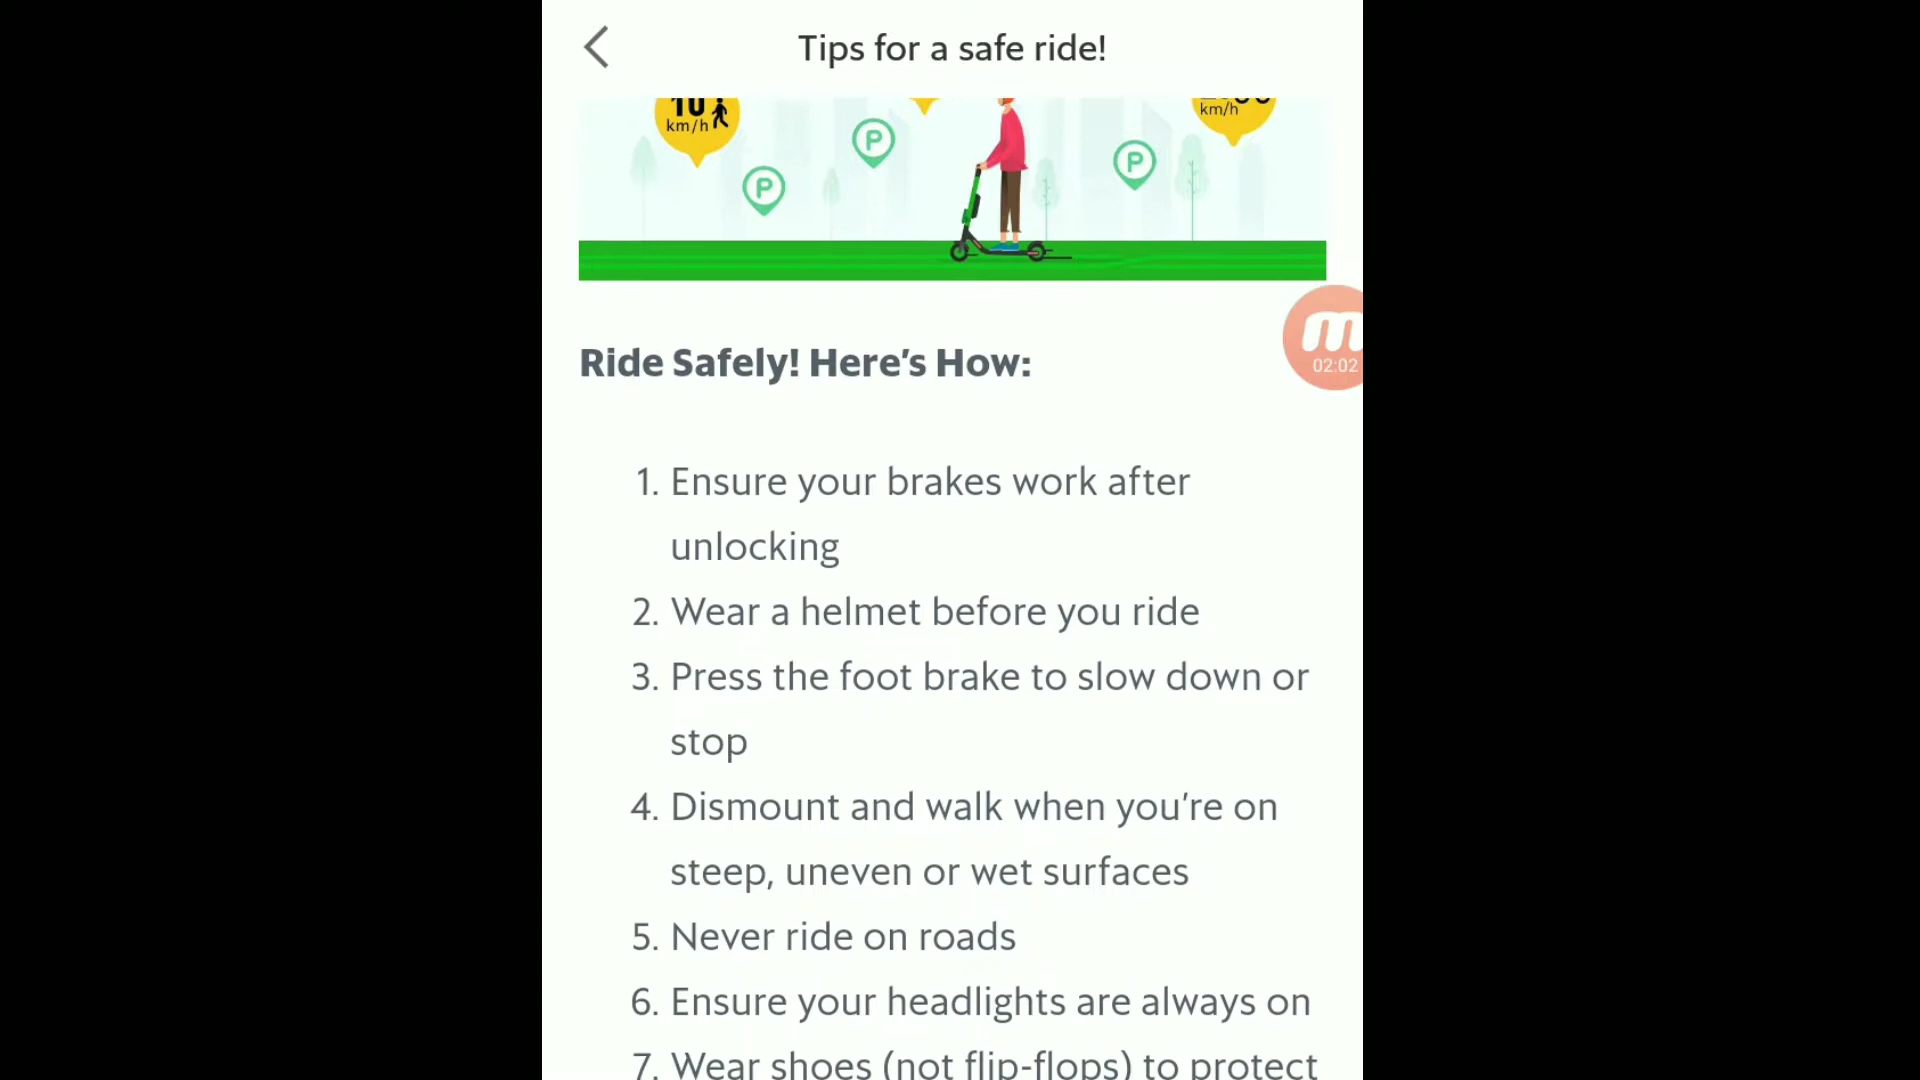 Tips for a safe ride!
10
km/h
km/h
P
P
P
m
02:02
Ride Safely! Here's How:
1. Ensure your brakes work after
unlocking
2. Wear a helmet before you ride
3. Press the foot brake to slow down or
stop
4. Dismount and walk when you're on
steep, uneven or wet surfaces
5. Never ride on roads
6. Ensure your headlights are always on
7. Wear shoes (not flip-flops) to protect